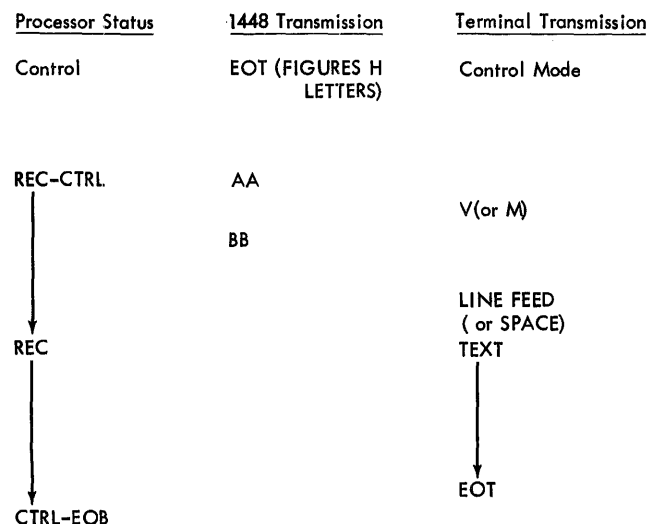 Processor Status 1448 Transmission Terminal Transmission
Control EOT (FIGURES H Control Mode
LETTERS)
REC-CTRL. AA
V(or M)
BB
LINE FEED
( or SPACE)
REC TEXT
EOT
CTRL-EOB